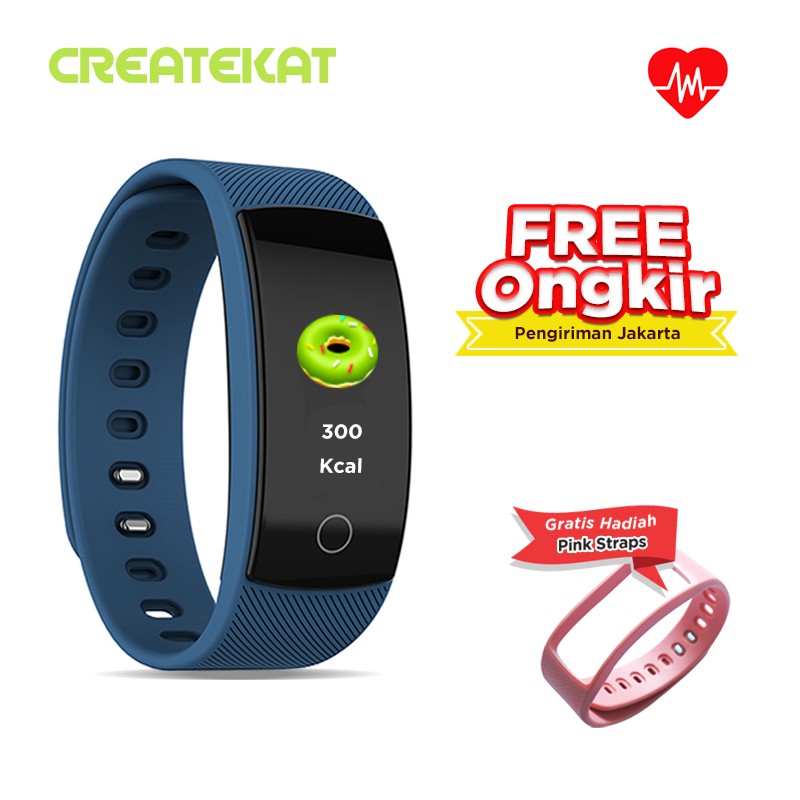 CREATEKAT
FREE
Ongkir
Pengiriman Jakarta
300
Kcal
Gratis Hadiah
Pink Straps